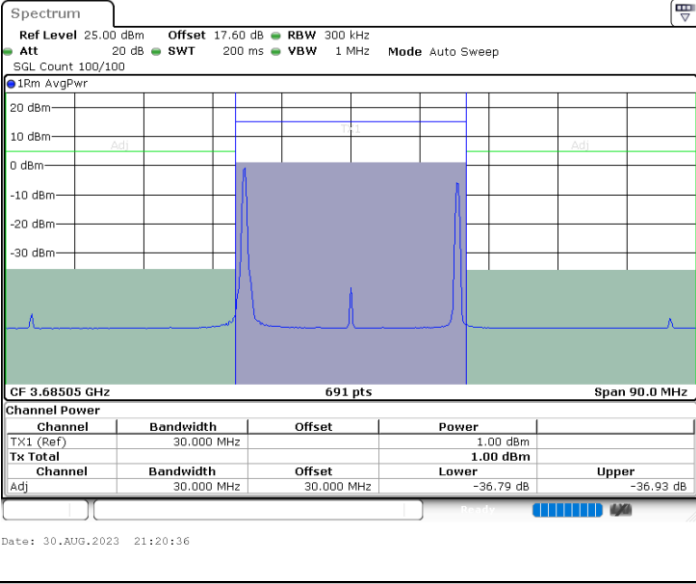 Spectrum
Ref Level 25.00 dBm Offset 17.60 dB RBW 300 kHz
Att 20 dB SWT 200 ms VBW 1 MHz Mode Auto Sweep
SGL Count 100/100
1Rm AvgPwr
20 dBm
TX1
10 dBm
Adj Adj
0 dBm
-10 dBm
-20 dBm
-30 dBm
CF 3.68505 GHz 691 pts Span 90.0 MHz
Channel Power
Channel Bandwidth Offset Power
TX1 (Ref) 30.000 MHz 1.00 dBm
Tx Total 1.00 dBm
Channel Bandwidth Offset Lower Upper
Adj 30.000 MHz 30.000 MHz -36.79 dB -36.93 dB
Ready
Date: 30.AUG.2023 21:20:36